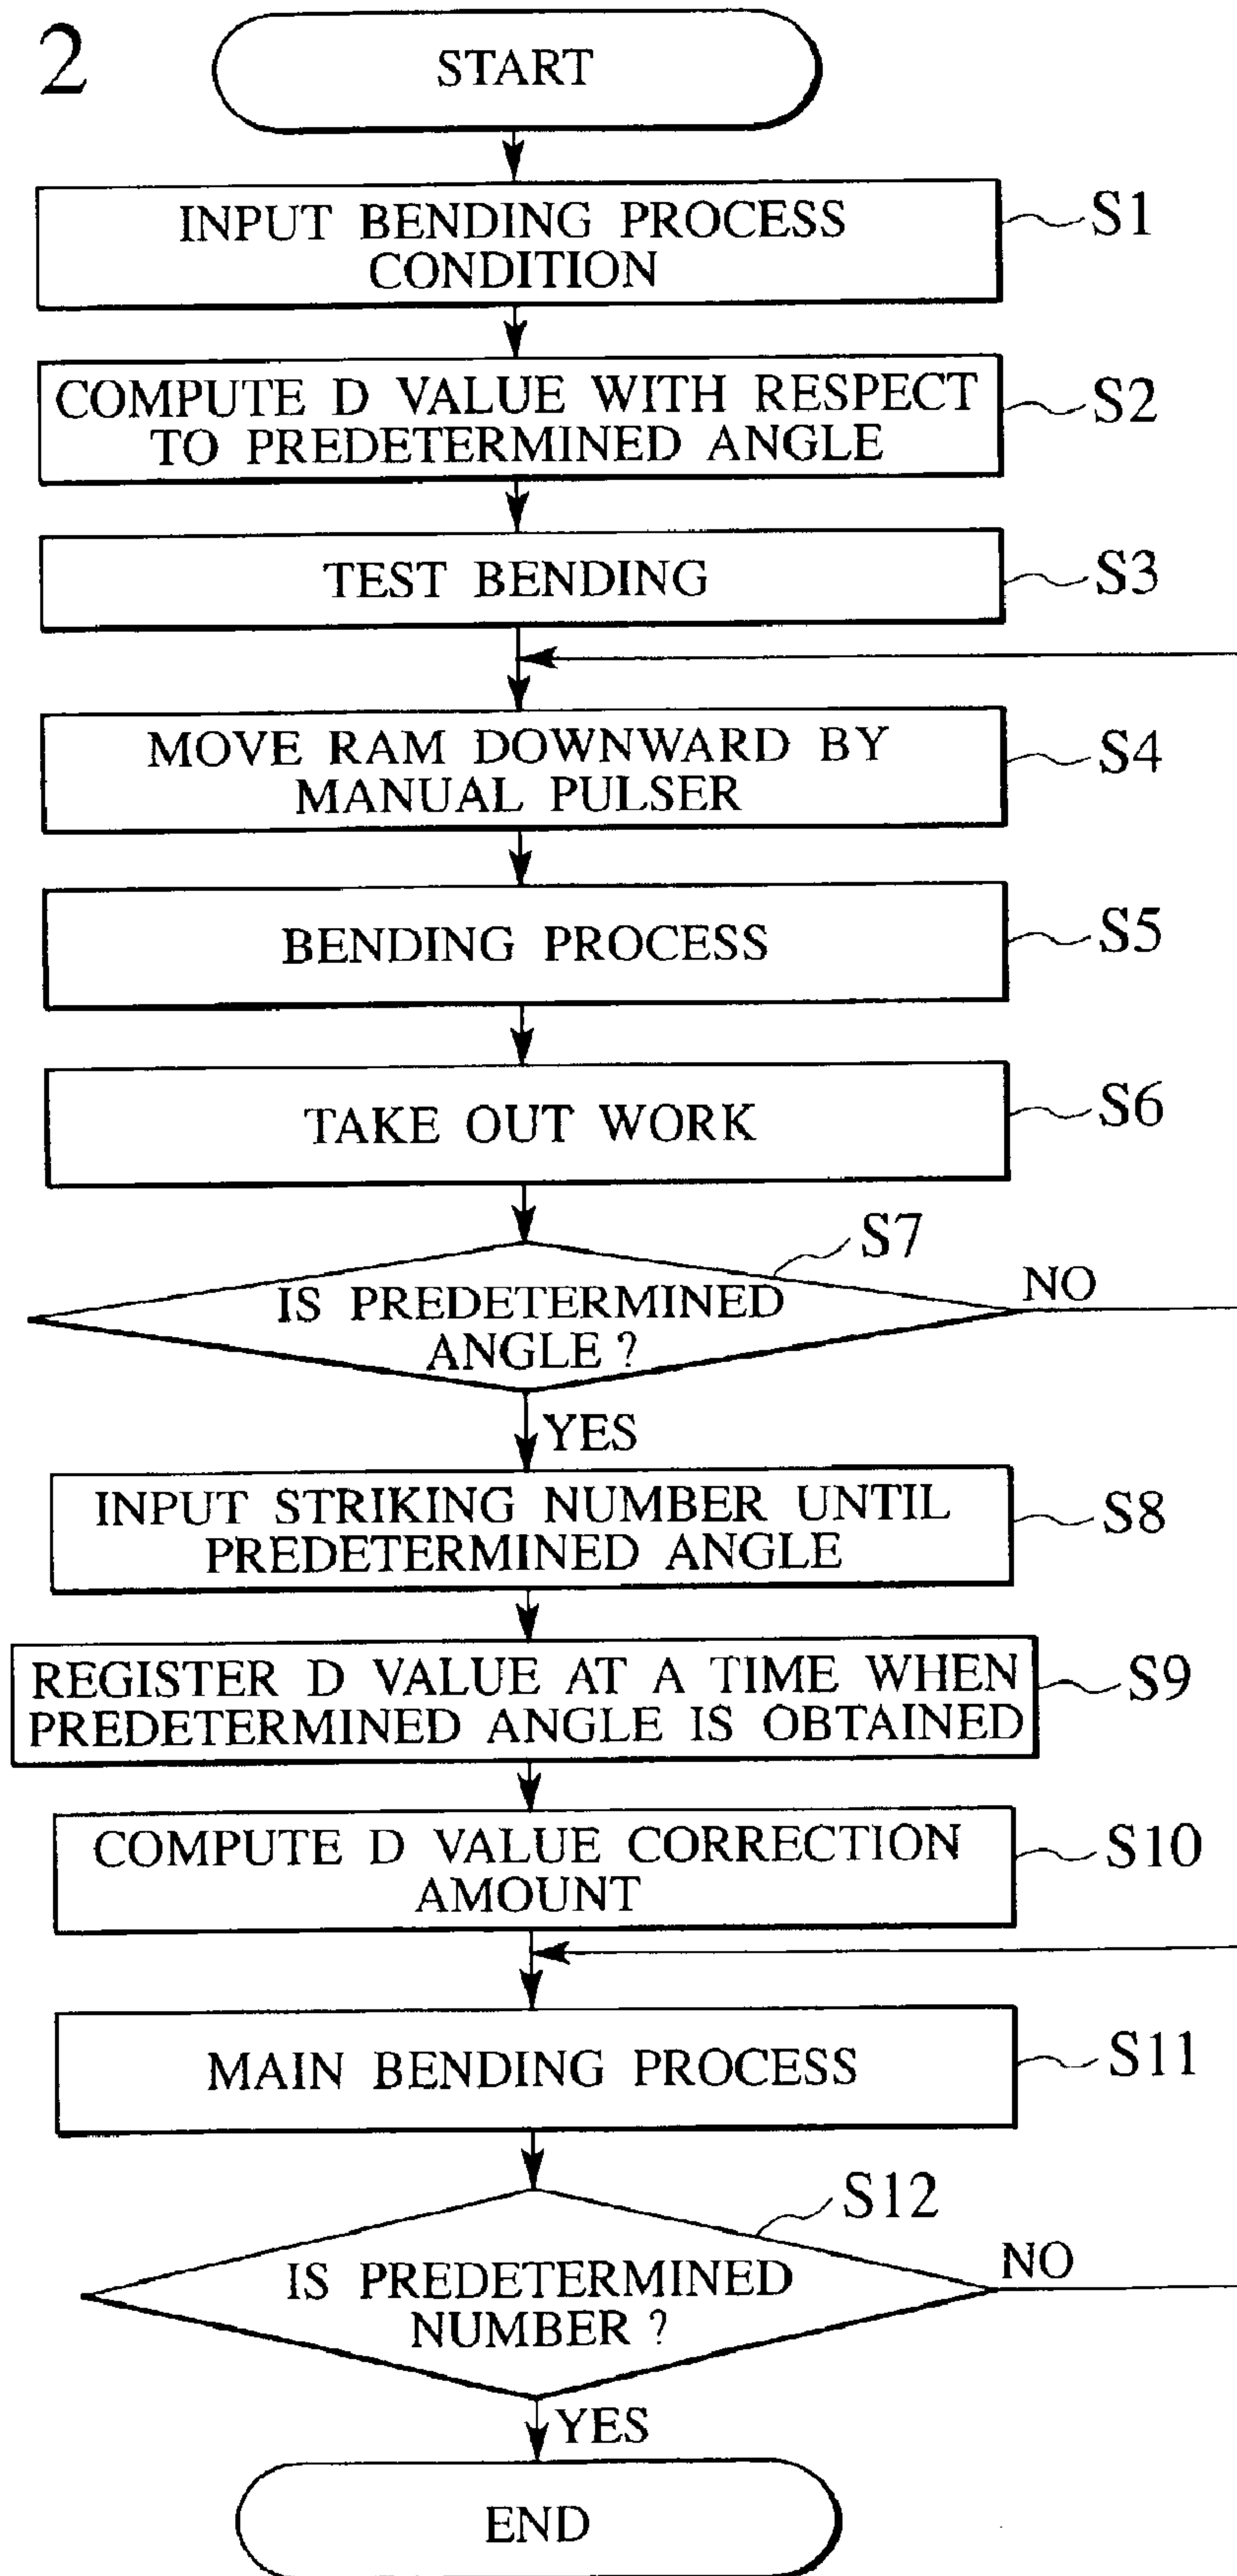 2
START
INPUT BENDING PROCESS
CONDITION
S1
COMPUTE D VALUE WITH RESPECT
TO PREDETERMINED ANGLE
S2
TEST BENDING
S3
MOVE RAM DOWNWARD BY
MANUAL PULSER
S4
BENDING PROCESS
S5
TAKE OUT WORK
S6
S7
IS PREDETERMINED
ANGLE ?
NO
YES
INPUT STRIKING NUMBER UNTIL
PREDETERMINED ANGLE
S8
REGISTER D VALUE AT A TIME WHEN
PREDETERMINED ANGLE IS OBTAINED
S9
COMPUTE D VALUE CORRECTION
AMOUNT
S10
MAIN BENDING PROCESS
S11
S12
IS PREDETERMINED
NUMBER ?
NO
YES
END